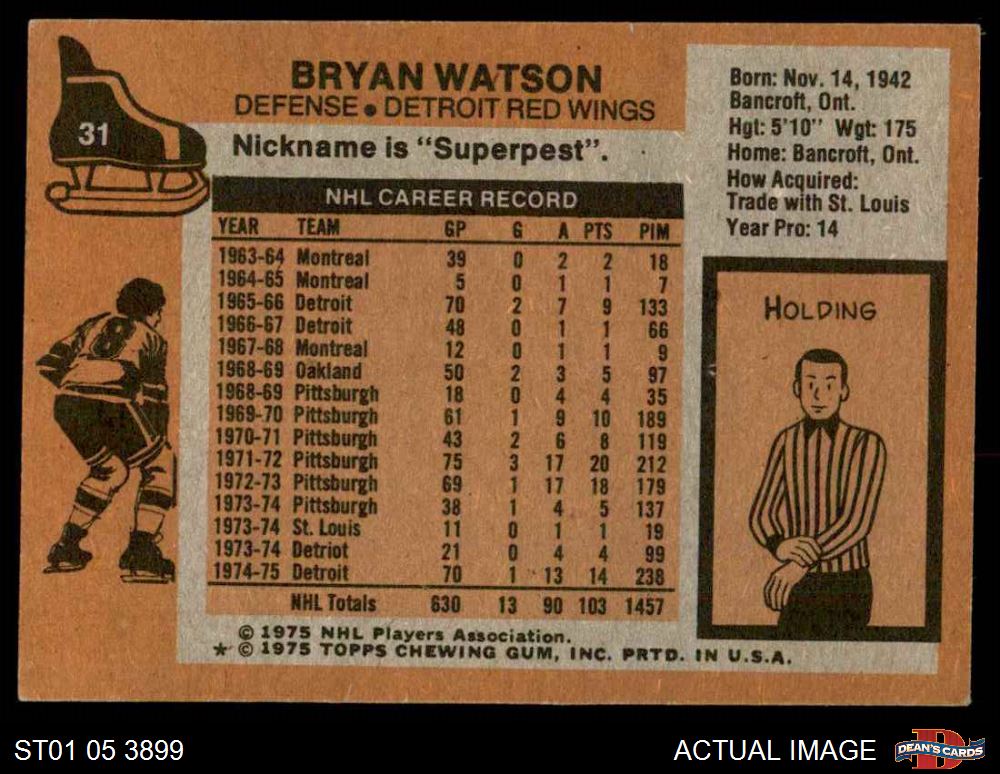 31
BRYAN WATSON
DEFENSE • DETROIT RED WINGS
Nickname is "Superpest".
NHL CAREER RECORD
YEAR TEAM GP G A PTS PIM
1963-64 Montreal 39 0 2 2 18
1964-65 Montreal 5 0 1 1 7
1965-66 Detroit 70 2 7 9 133
1966-67 Detroit 48 0 1 1 66
1967-68 Montreal 12 0 1 1 9
1968-69 Oakland 50 2 3 5 97
1968-69 Pittsburgh 18 0 4 4 35
1969-70 Pittsburgh 61 1 9 10 189
1970-71 Pittsburgh 43 2 6 8 119
1971-72 Pittsburgh 75 3 17 20 212
1972-73 Pittsburgh 69 1 17 18 179
1973-74 Pittsburgh 38 1 4 5 137
1973-74 St. Louis 11 0 1 1 19
1973-74 Detriot 21 0 4 4 99
1974-75 Detroit 70 1 13 14 238
NHL Totals 630 13 90 103 1457
© 1975 NHL Players Association.
★ © 1975 TOPPS CHEWING GUM, INC. PRTD. IN U.S.A.
Born: Nov. 14, 1942
Bancroft, Ont.
Hgt: 5'10" Wgt: 175
Home: Bancroft, Ont.
How Acquired:
Trade with St. Louis
Year Pro: 14
HOLDING
8
ST01 05 3899
ACTUAL IMAGE
D
DEAN'S CARDS